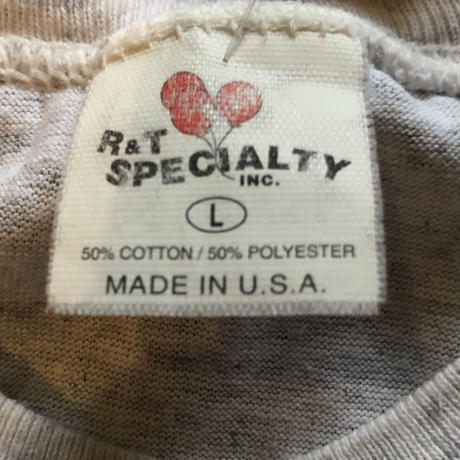 R&T
SPECIALTY
INC.
L
50% COTTON / 50% POLYESTER
MADE IN U.S.A.